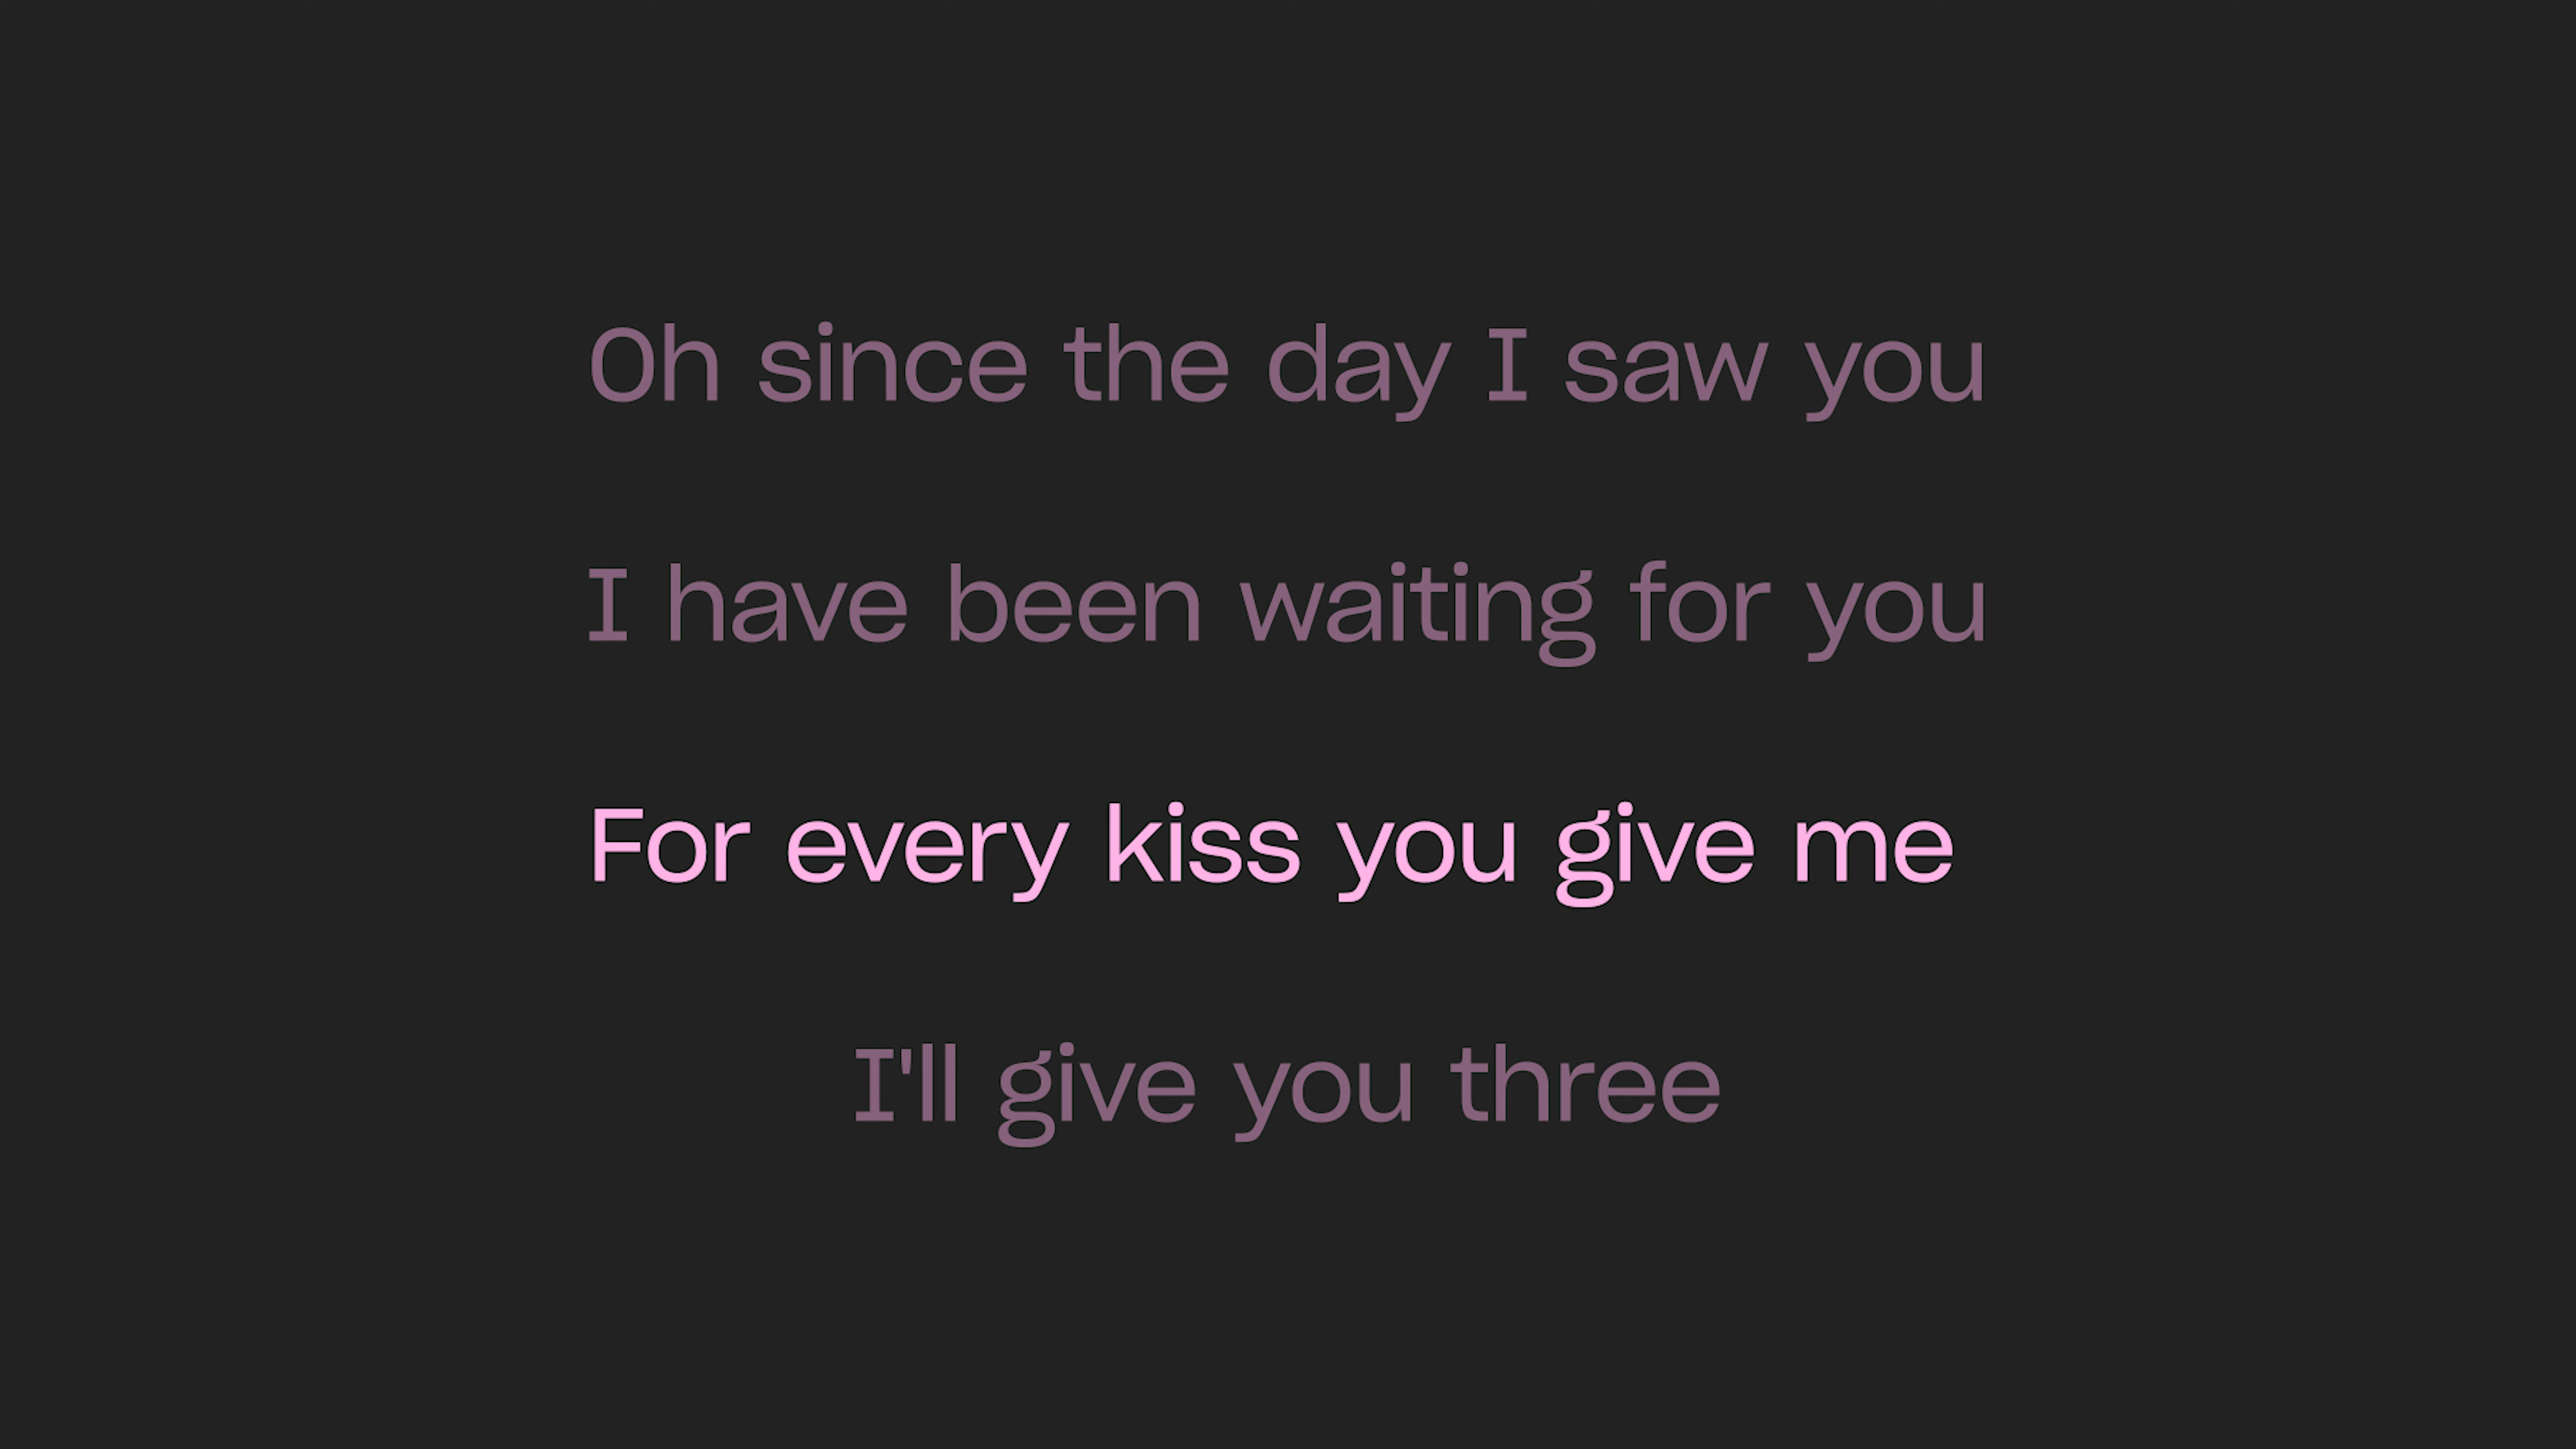 Oh since the day I saw you
I have been waiting for you
For every kiss you give me
I'll give you three